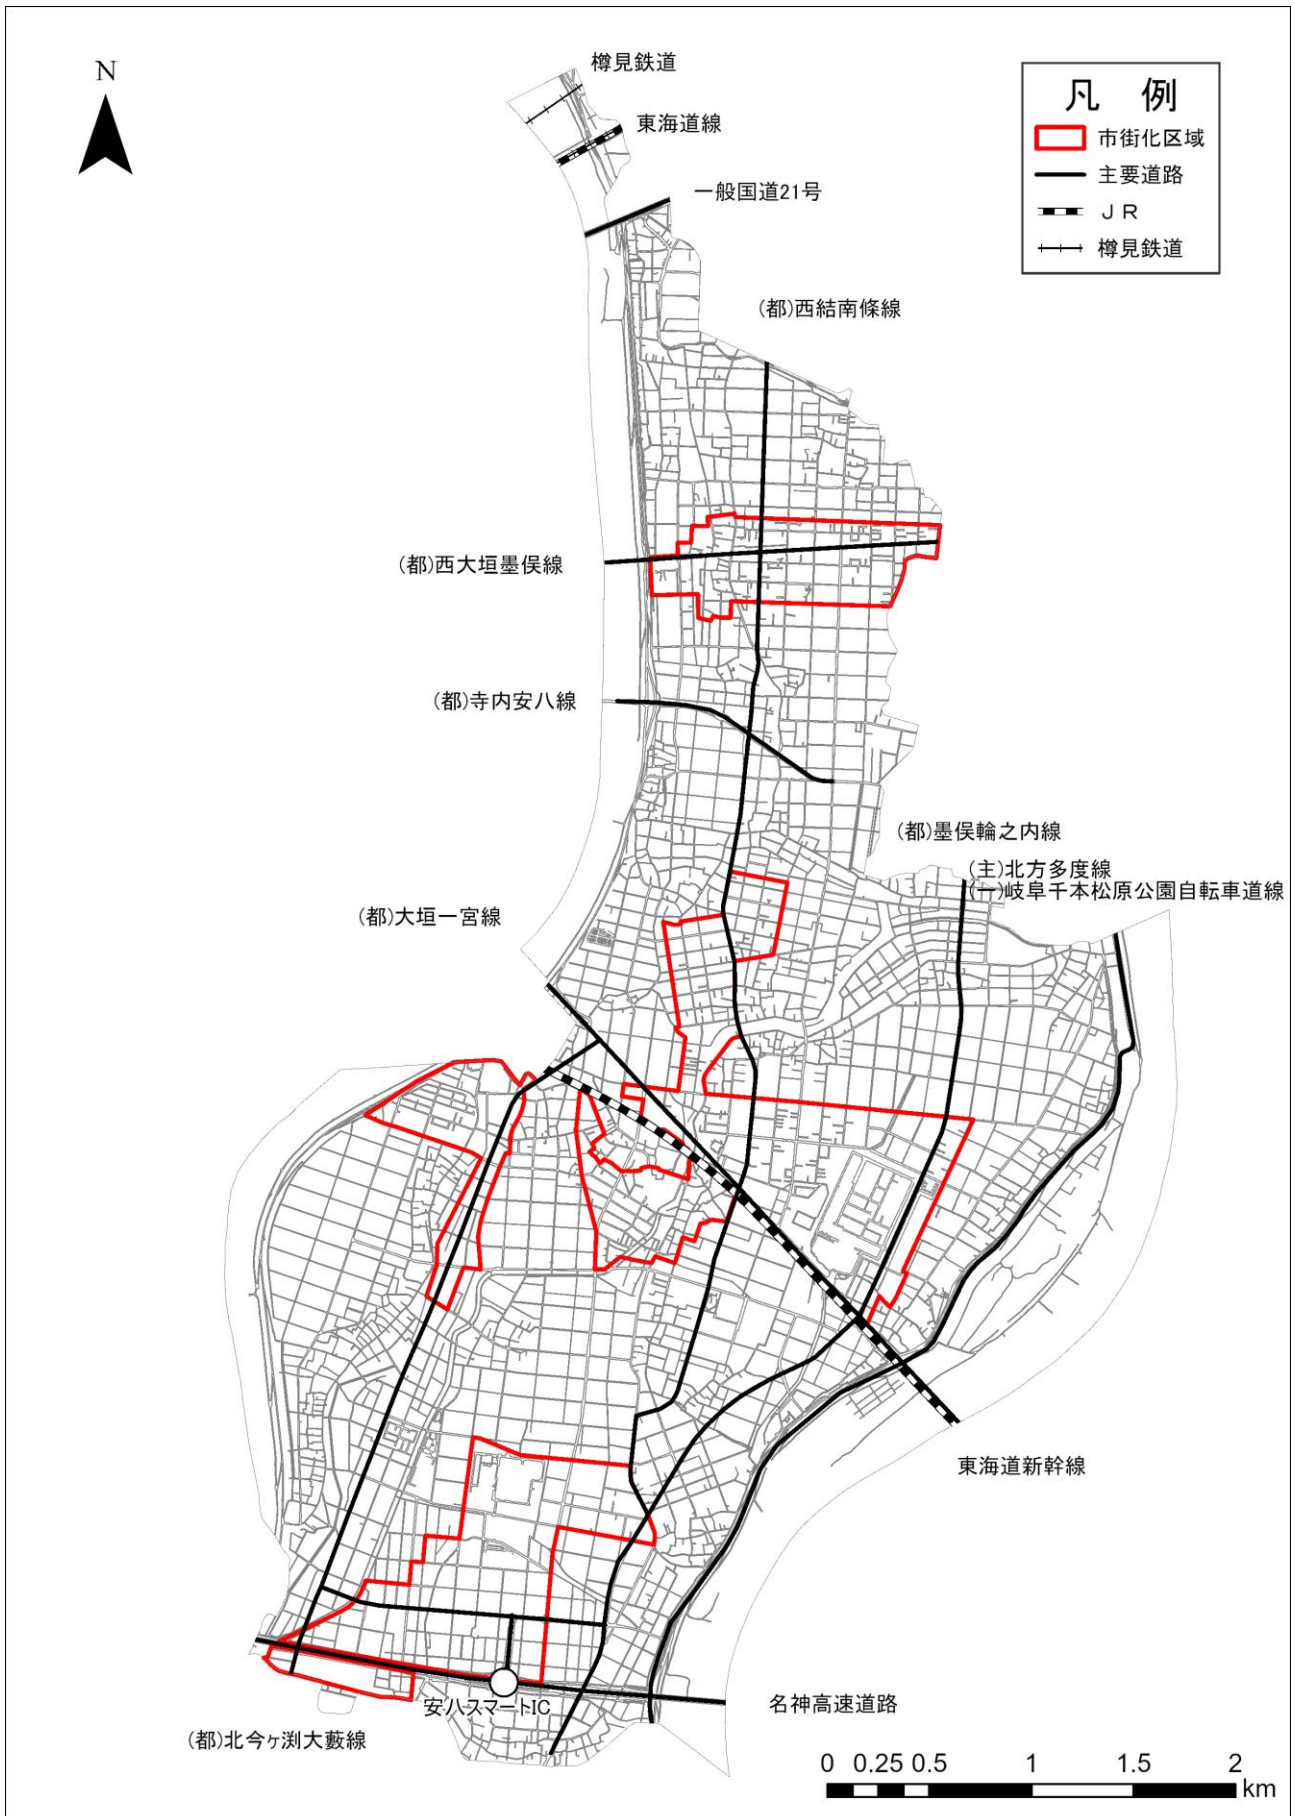 N
樽見鉄道
東海道線
一般国道21号
凡 例
市街化区域
主要道路
ＪＲ
樽見鉄道
(都)西結南條線
(都)西大垣墨俣線
(都)寺内安八線
(都)墨俣輪之内線
(主)北方多度線
(一)岐阜千本松原公園自転車道線
(都)大垣一宮線
東海道新幹線
安八スマートIC
名神高速道路
(都)北今ヶ渕大藪線
0 0.25 0.5 1 1.5 2
km